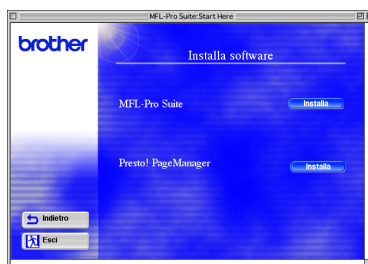 MFL-Pro Suite:Start Here
brother
Installa software
MFL-Pro Suite
Installa
Presto! PageManager
Installa
Indietro
Esci